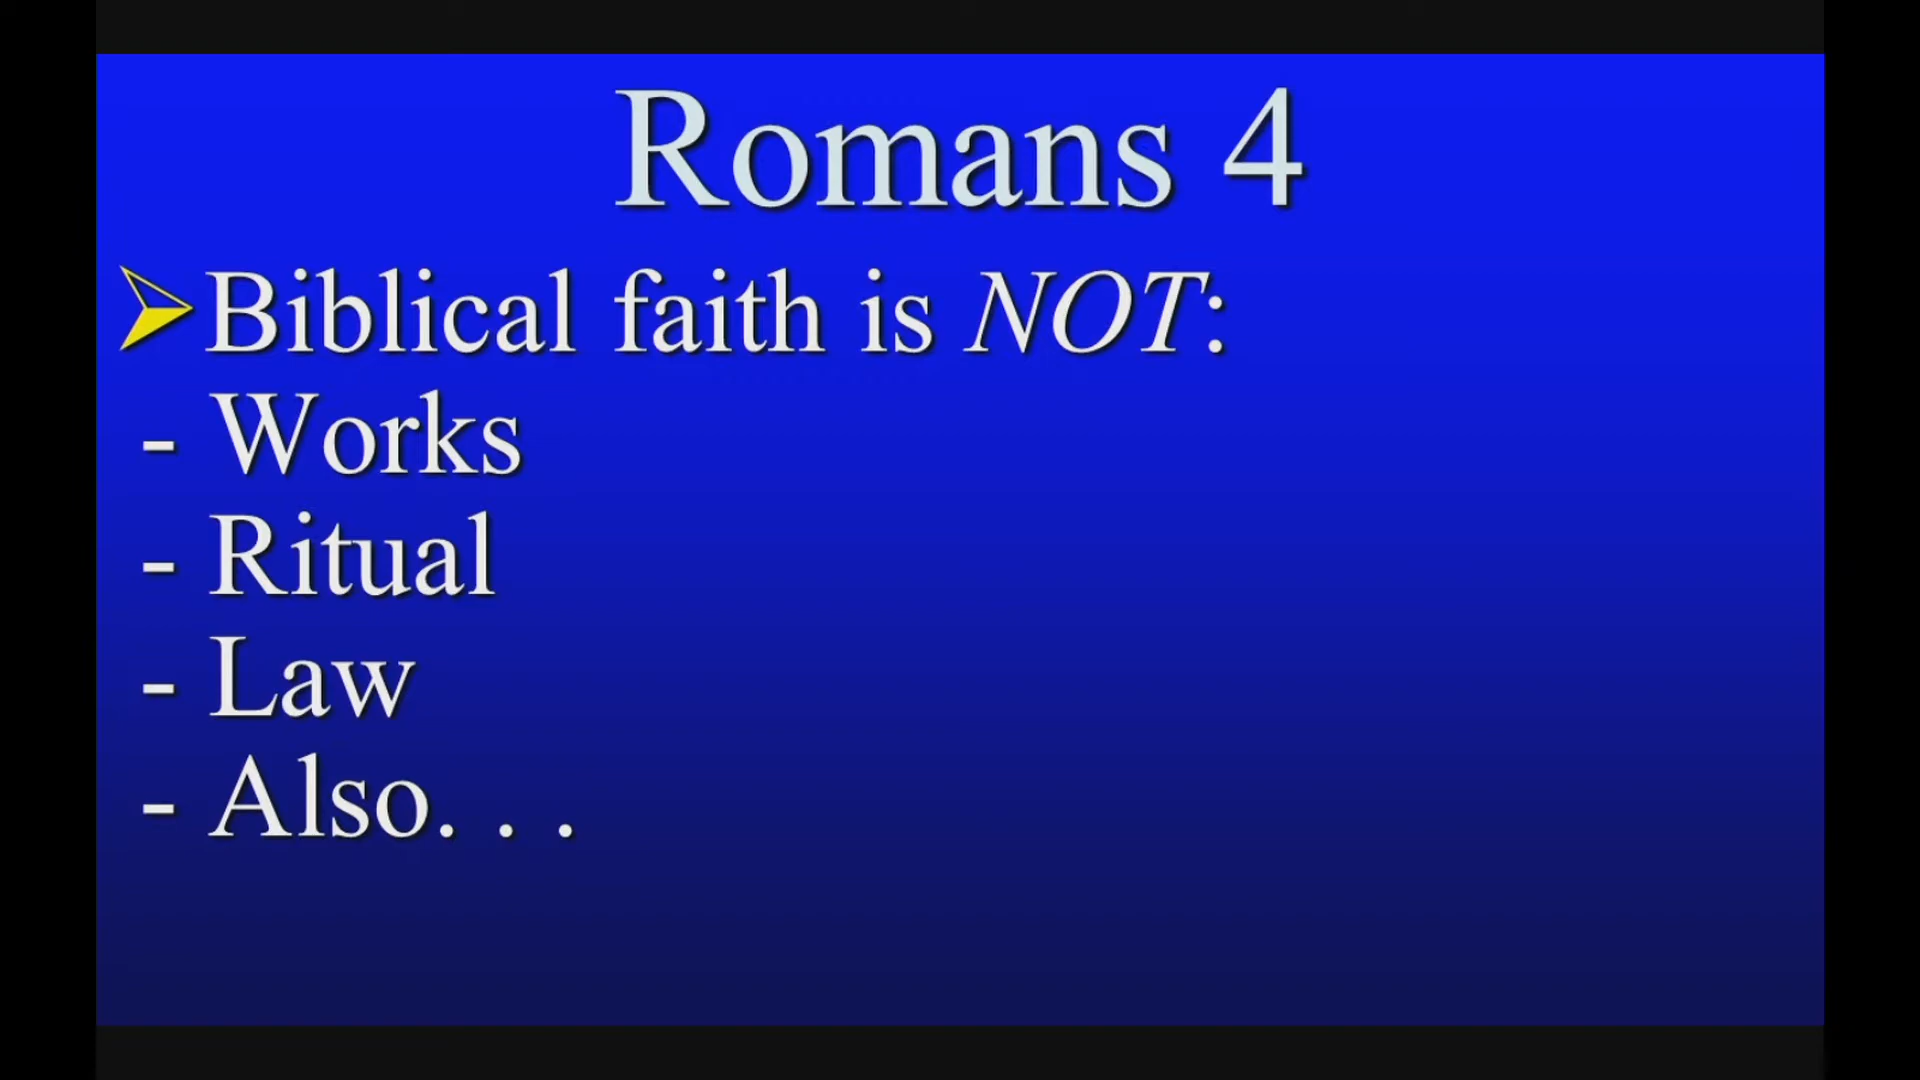 Romans 4
Biblical faith is NOT:
- Works
- Ritual
- Law
- Also. . .